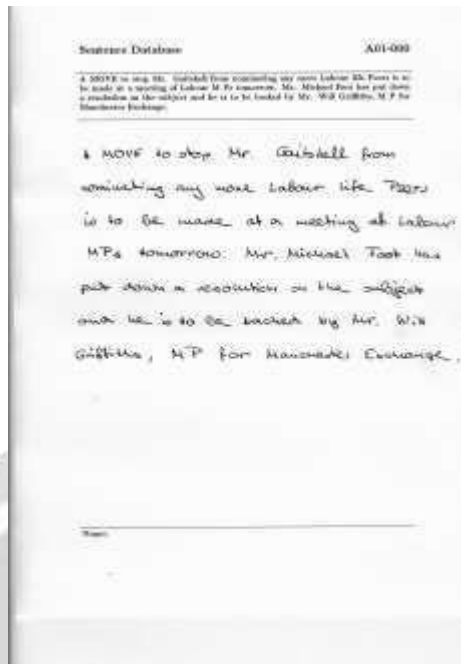 Sentence Database A01-000
A MOVE to stop Mr. Gaitskell from nominating any more Labour life Peers is to
be made at a meeting of Labour M Ps tomorrow. Mr. Michael Foot has put down
a resolution on the subject and he is to be backed by Mr. Will Griffiths, M P for
Manchester Exchange.
A MOVE to stop Mr. Gaitskell from
nominating any more Labour life Peers
is to be made at a meeting of Labour
MPs tomorrow. Mr. Michael Foot has
put down a resolution on the subject
and he is to be backed by Mr. Will
Griffiths, MP for Manchester Exchange.
Name: